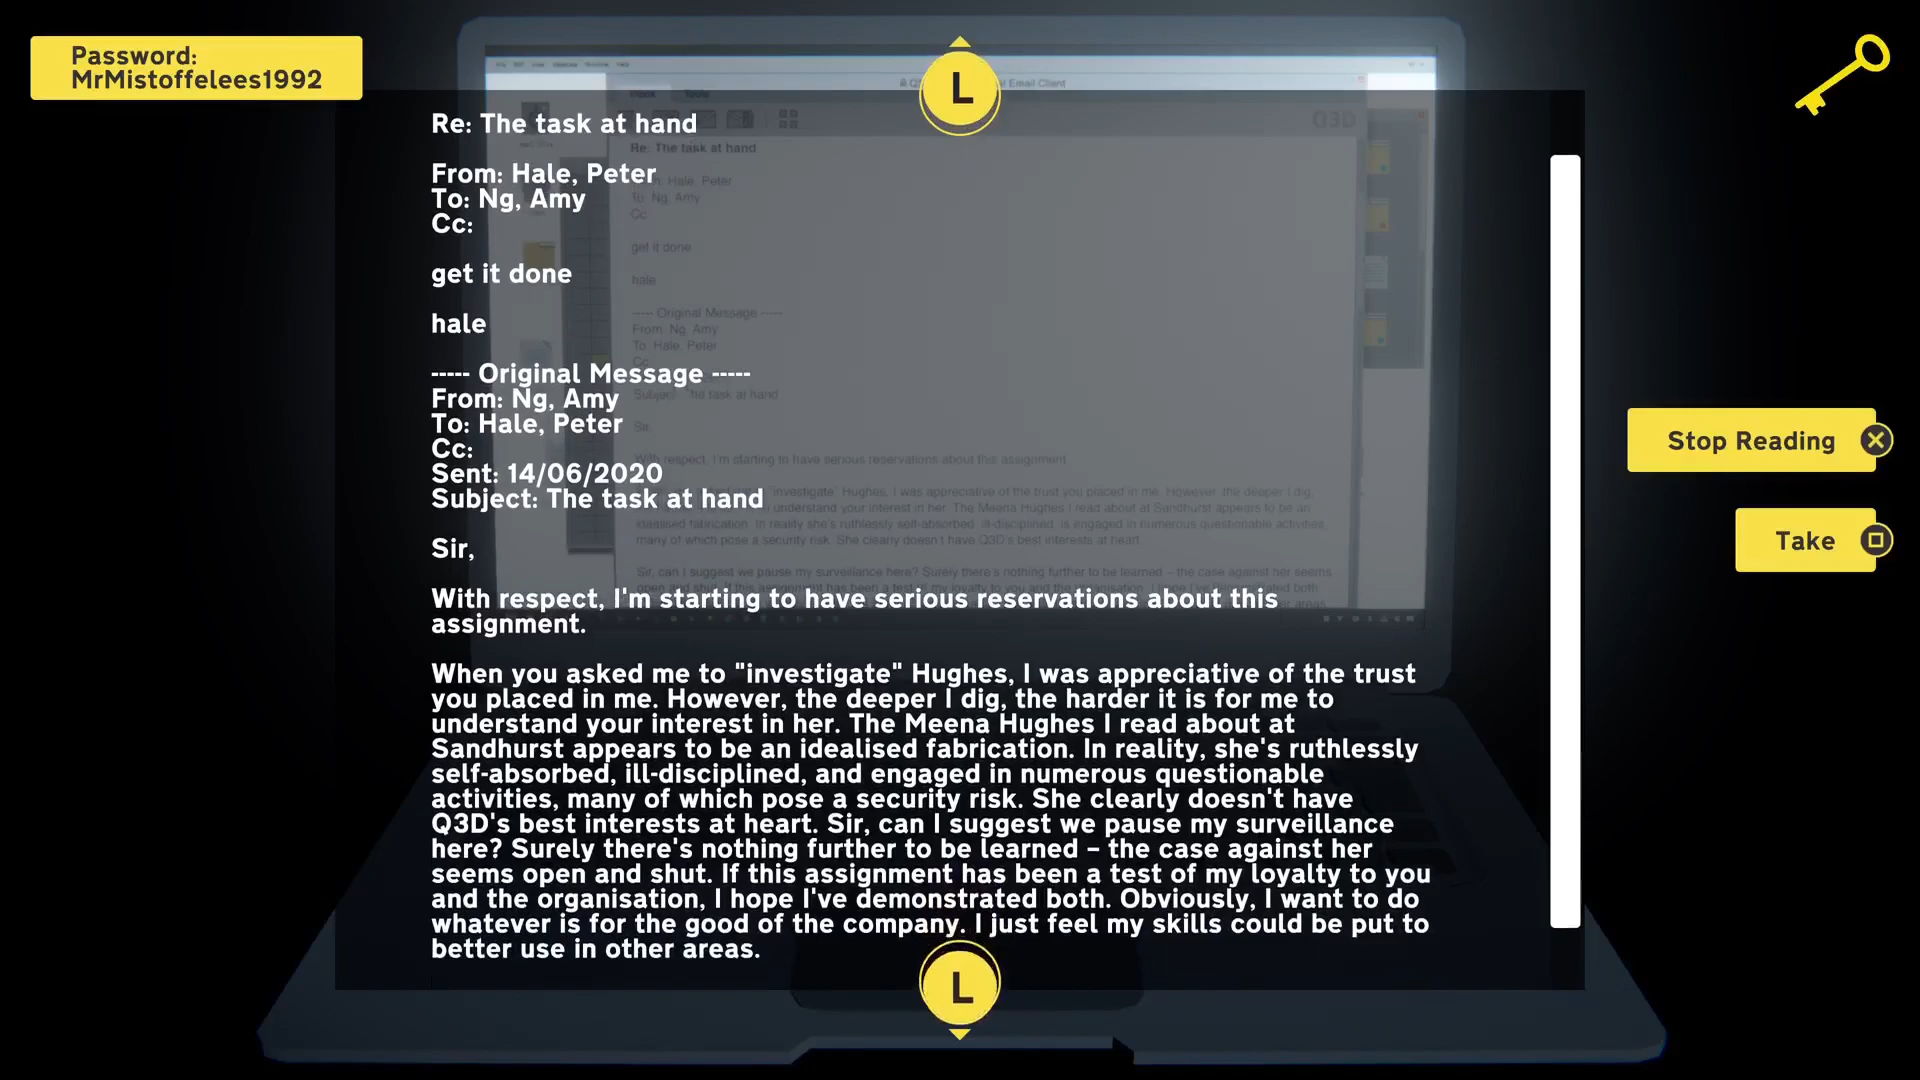 Password:
MrMistoffelees1992
L
Email Client
Inbox Tools
Q3D
Re: The task at hand
Re: The task at hand
From: Hale, Peter
To: Ng, Amy
Cc:
get it done
hale
----- Original Message -----
From: Ng, Amy
To: Hale, Peter
Cc:
Sent: 14/06/2020
Subject: The task at hand
Sir,
With respect, I'm starting to have serious reservations about this
assignment.
When you asked me to "investigate" Hughes, I was appreciative of the trust
you placed in me. However, the deeper I dig, the harder it is for me to
understand your interest in her. The Meena Hughes I read about at
Sandhurst appears to be an idealised fabrication. In reality, she's ruthlessly
self-absorbed, ill-disciplined, and engaged in numerous questionable
activities, many of which pose a security risk. She clearly doesn't have
Q3D's best interests at heart. Sir, can I suggest we pause my surveillance
here? Surely there's nothing further to be learned – the case against her
seems open and shut. If this assignment has been a test of my loyalty to you
and the organisation, I hope I've demonstrated both. Obviously, I want to do
whatever is for the good of the company. I just feel my skills could be put to
better use in other areas.
L
Stop Reading
Take